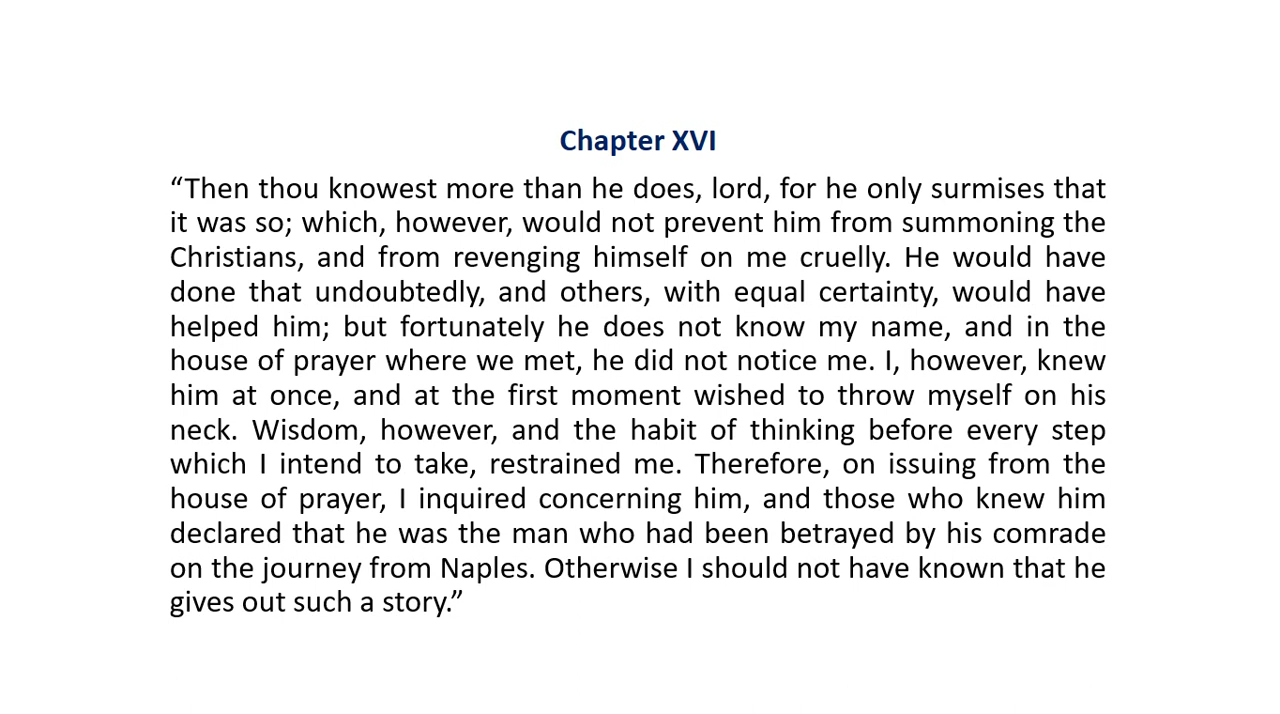 Chapter XVI
“Then thou knowest more than he does, lord, for he only surmises that
it was so; which, however, would not prevent him from summoning the
Christians, and from revenging himself on me cruelly. He would have
done that undoubtedly, and others, with equal certainty, would have
helped him; but fortunately he does not know my name, and in the
house of prayer where we met, he did not notice me. I, however, knew
him at once, and at the first moment wished to throw myself on his
neck. Wisdom, however, and the habit of thinking before every step
which I intend to take, restrained me. Therefore, on issuing from the
house of prayer, I inquired concerning him, and those who knew him
declared that he was the man who had been betrayed by his comrade
on the journey from Naples. Otherwise I should not have known that he
gives out such a story.”